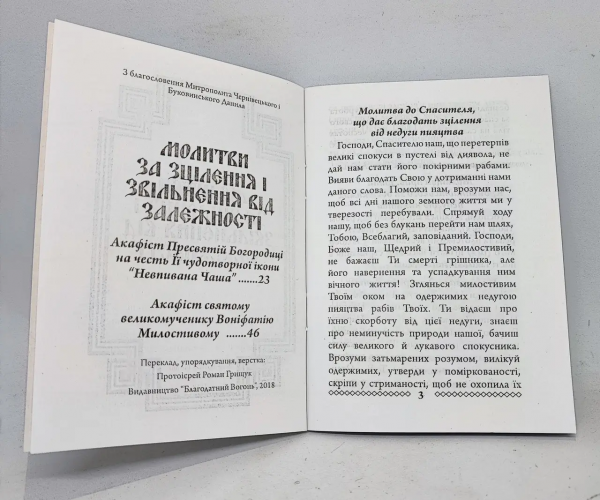 З благословення Митрополита Чернівецького і
Буковинського Данила
МОЛИТВИ
ЗА ЗЦІЛЕННЯ І
ЗВІЛЬНЕННЯ ВІД
ЗАЛЕЖНОСТІ
Акафіст Пресвятій Богородиці
на честь Її чудотворної ікони
"Невпивана Чаша".......23
Акафіст святому
великомученику Воніфатію
Милостивому .......46
Переклад, упорядкування, верстка:
Протоієрей Роман Грищук
Видавництво "Благодатний Вогонь", 2018
Молитва до Спасителя,
що дає благодать зцілення
від недуги пияцтва
Господи, Спасителю наш, що перетерпів
великі спокуси в пустелі від диявола, не
дай нам стати його покірними рабами.
Вияви благодать Свою у дотриманні нами
даного слова. Поможи нам, врозуми нас,
щоб всі дні нашого земного життя ми у
тверезості перебували. Спрямуй ходу
нашу, щоб без блукань перейти нам шлях,
Тобою, Всеблагий, заповіданий. Господи,
Боже наш, Щедрий і Премилостивий,
не бажаєш Ти смерті грішника, але
його навернення та успадкування ним
вічного життя! Зглянься милостивим
Твоїм оком на одержимих недугою
пияцтва рабів Твоїх. Ти відаєш про
їхню скорботу від цієї недуги, знаєш
про неминучість природи нашої, бачиш
силу великого й лукавого спокусника.
Врозуми затьмарених розумом, вилікуй
одержимих, утверди у поміркованості,
скріпи у стриманості, щоб не охопила їх
3